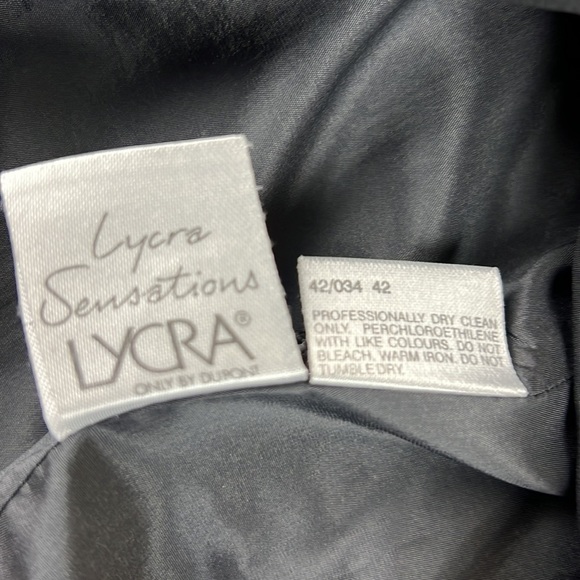 Lycra
Sensations
LYCRA®
ONLY BY DUPONT
42/034 42
PROFESSIONALLY DRY CLEAN
ONLY. PERCHLOROETHILENE
WITH LIKE COLOURS. DO NOT
BLEACH. WARM IRON. DO NOT
TUMBLE DRY.